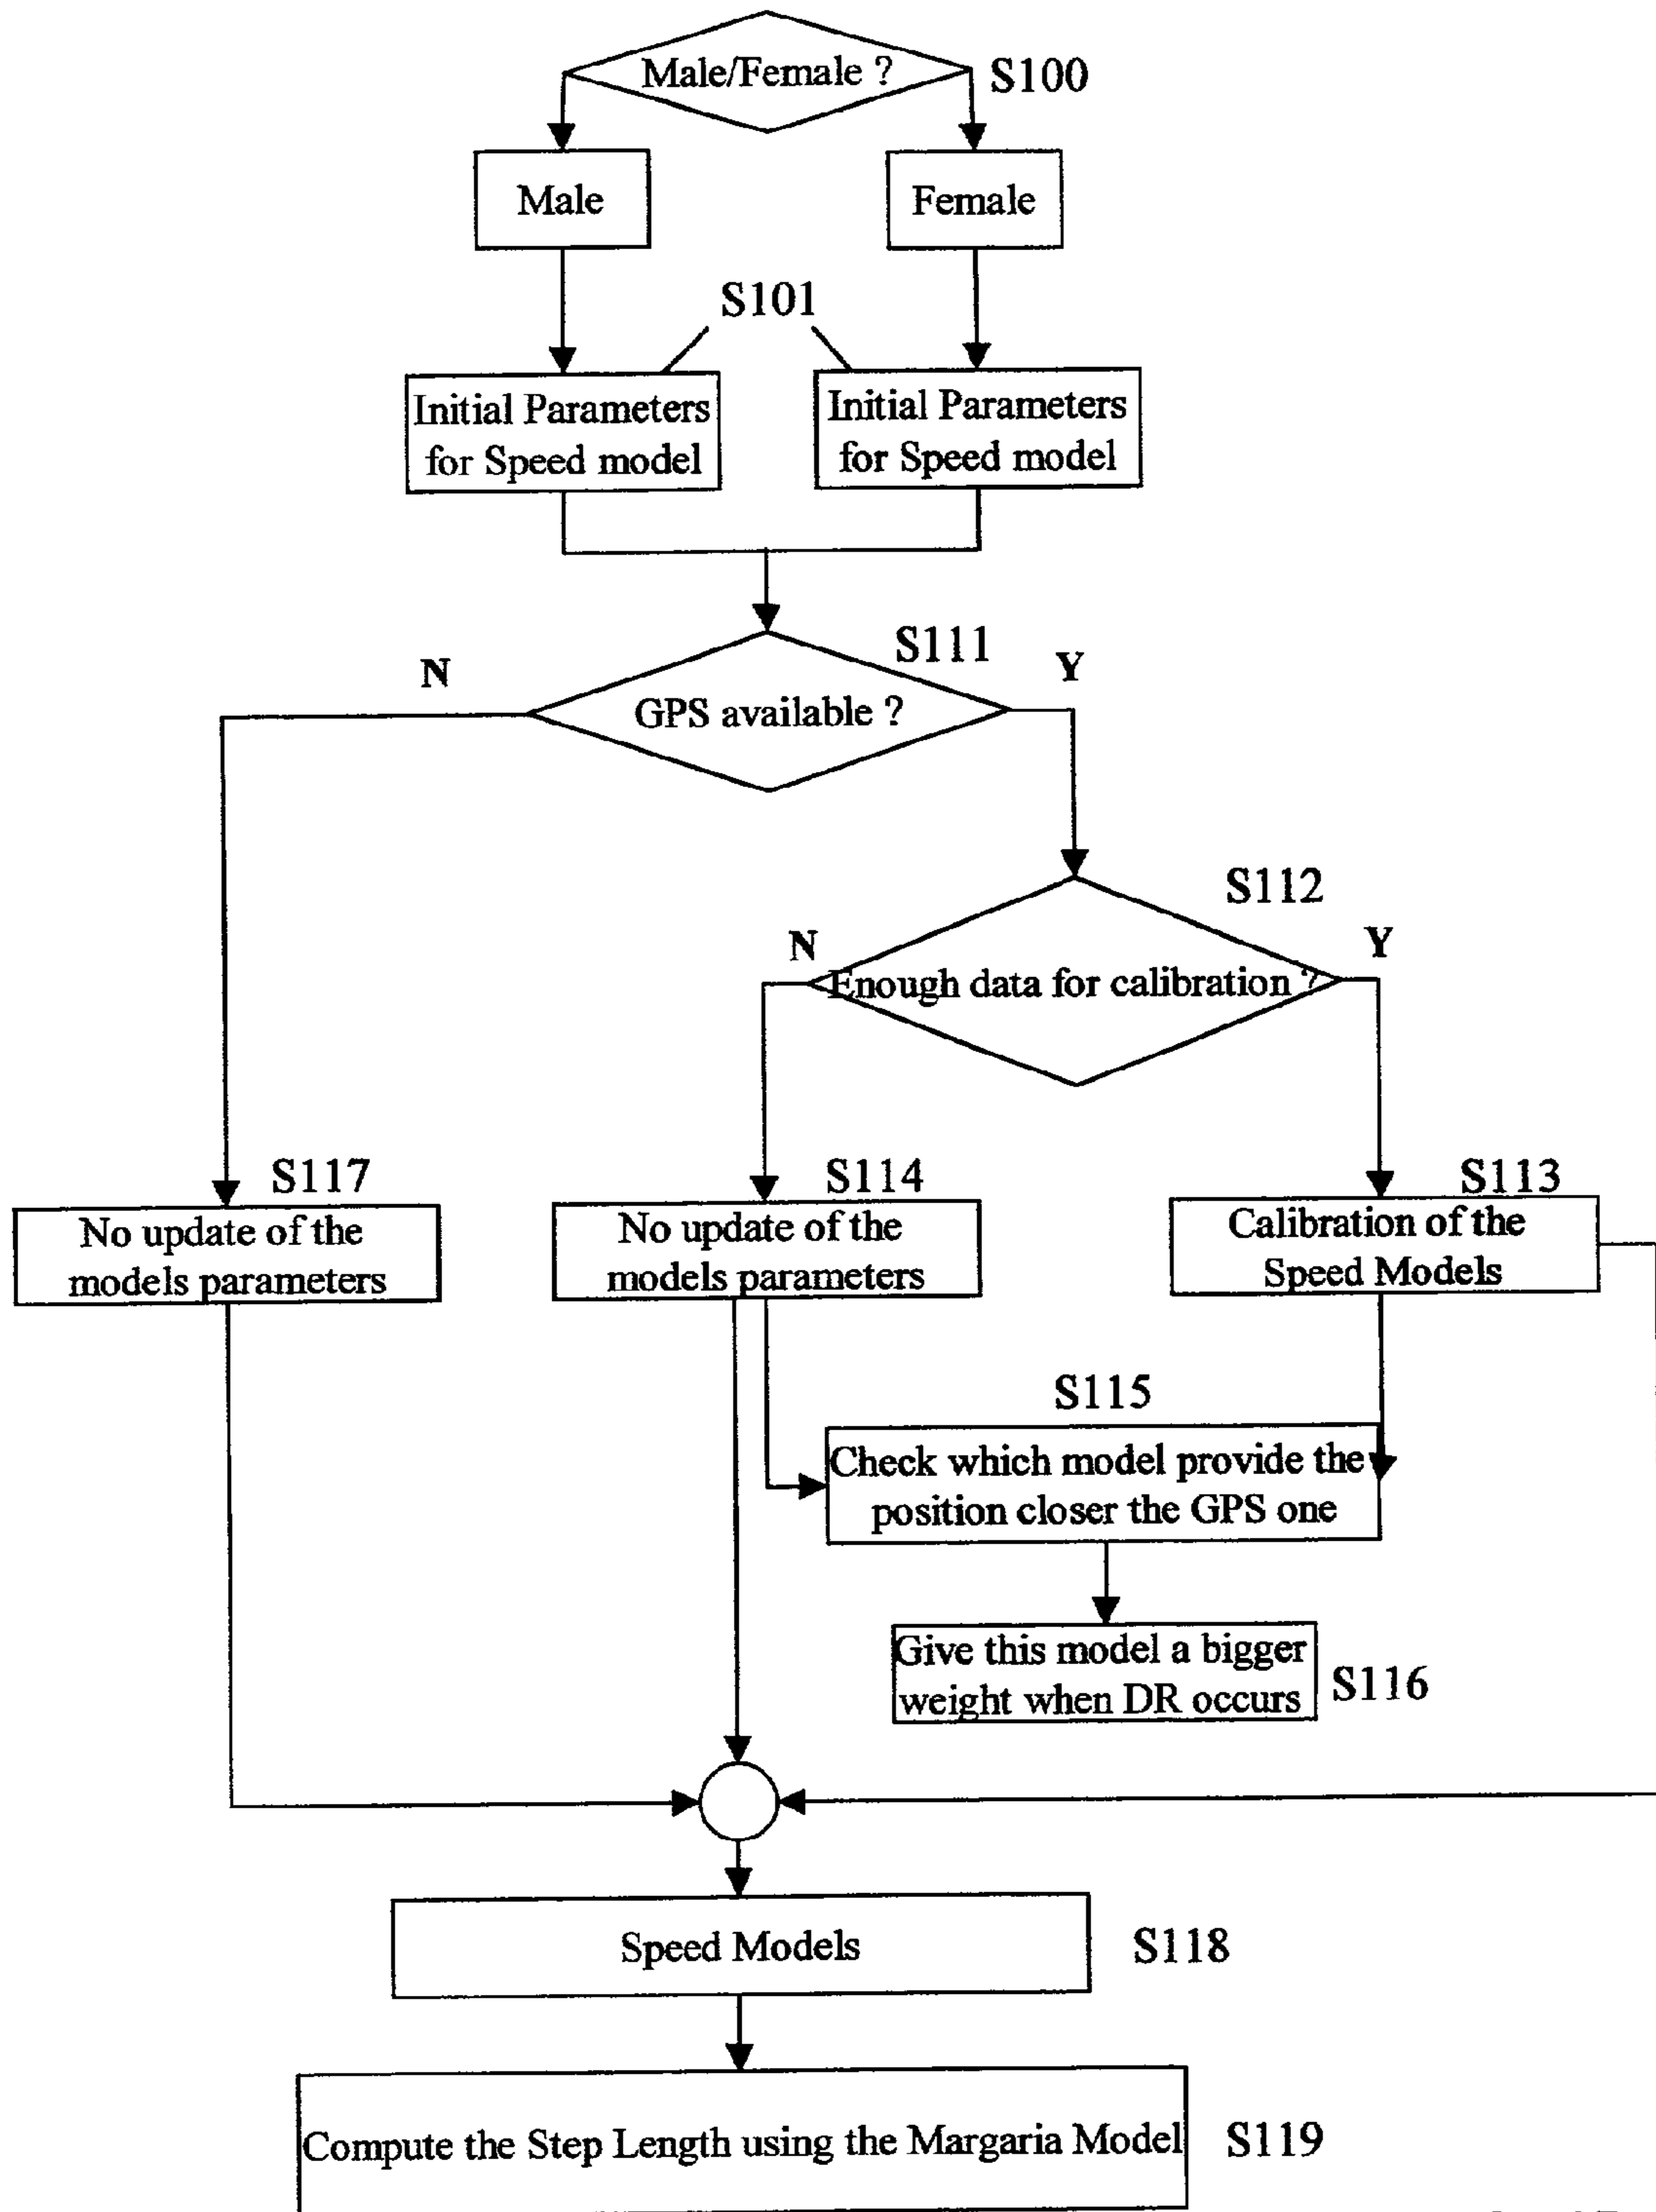 Male/Female ?
S100
Male
Female
S101
Initial Parameters
for Speed model
Initial Parameters
for Speed model
S111
N
Y
GPS available ?
S112
N
Y
Enough data for calibration ?
S117
S114
S113
No update of the
models parameters
No update of the
models parameters
Calibration of the
Speed Models
S115
Check which model provide the
position closer the GPS one
Give this model a bigger
weight when DR occurs
S116
Speed Models
S118
Compute the Step Length using the Margaria Model
S119